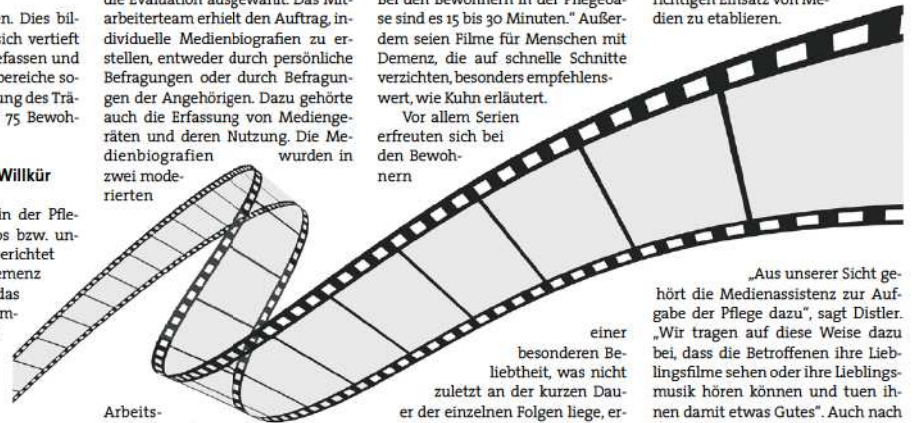 en. Dies bil-
sich vertieft
efassen und
bereiche so-
ung des Trä-
75 Bewoh-
Willkür
in der Pfle-
os bzw. un-
erichtet
emenz
das
m-
die Evaluation ausgewählt. Das Mit-
arbeiterteam erhielt den Auftrag, in-
dividuelle Medienbiografien zu er-
stellen, entweder durch persönliche
Befragungen oder durch Befragun-
gen der Angehörigen. Dazu gehörte
auch die Erfassung von Medienge-
räten und deren Nutzung. Die Me-
dienbiografien wurden in
zwei mode-
rierten
Arbeits-
bei den Bewohnern in der Pflegeoa-
se sind es 15 bis 30 Minuten.“ Außer-
dem seien Filme für Menschen mit
Demenz, die auf schnelle Schnitte
verzichten, besonders empfehlens-
wert, wie Kuhn erläutert.
Vor allem Serien
erfreuten sich bei
den Bewoh-
nern
einer
besonderen Be-
liebtheit, was nicht
zuletzt an der kurzen Dau-
er der einzelnen Folgen liege, er-
richtigen Einsatz von Me-
dien zu etablieren.
„Aus unserer Sicht ge-
hört die Medienassistenz zur Auf-
gabe der Pflege dazu“, sagt Distler.
„Wir tragen auf diese Weise dazu
bei, dass die Betroffenen ihre Lieb-
lingsfilme sehen oder ihre Lieblings-
musik hören können und tuen ih-
nen damit etwas Gutes“. Auch nach